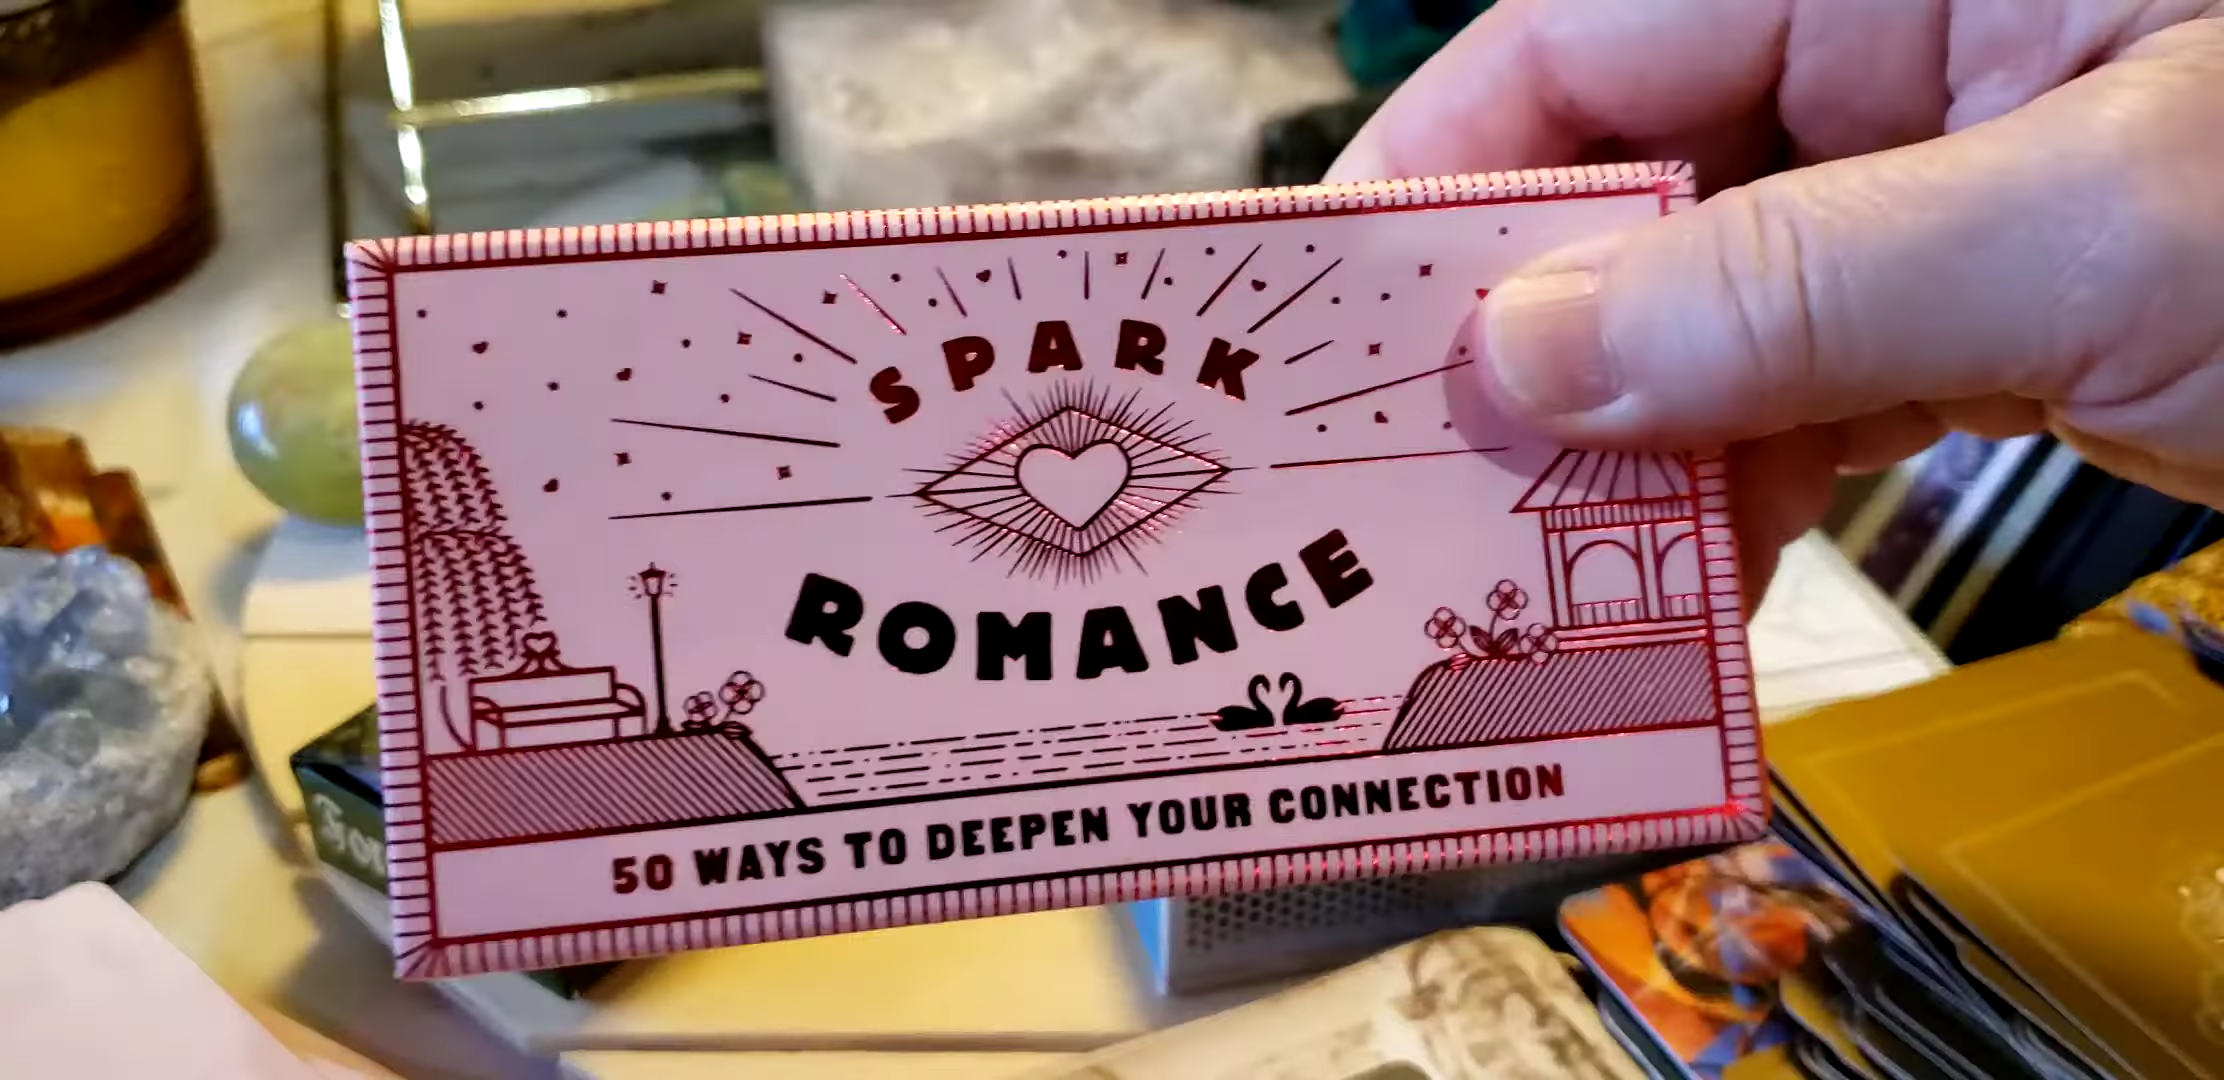 SPARK
ROMANCE
50 WAYS TO DEEPEN YOUR CONNECTION